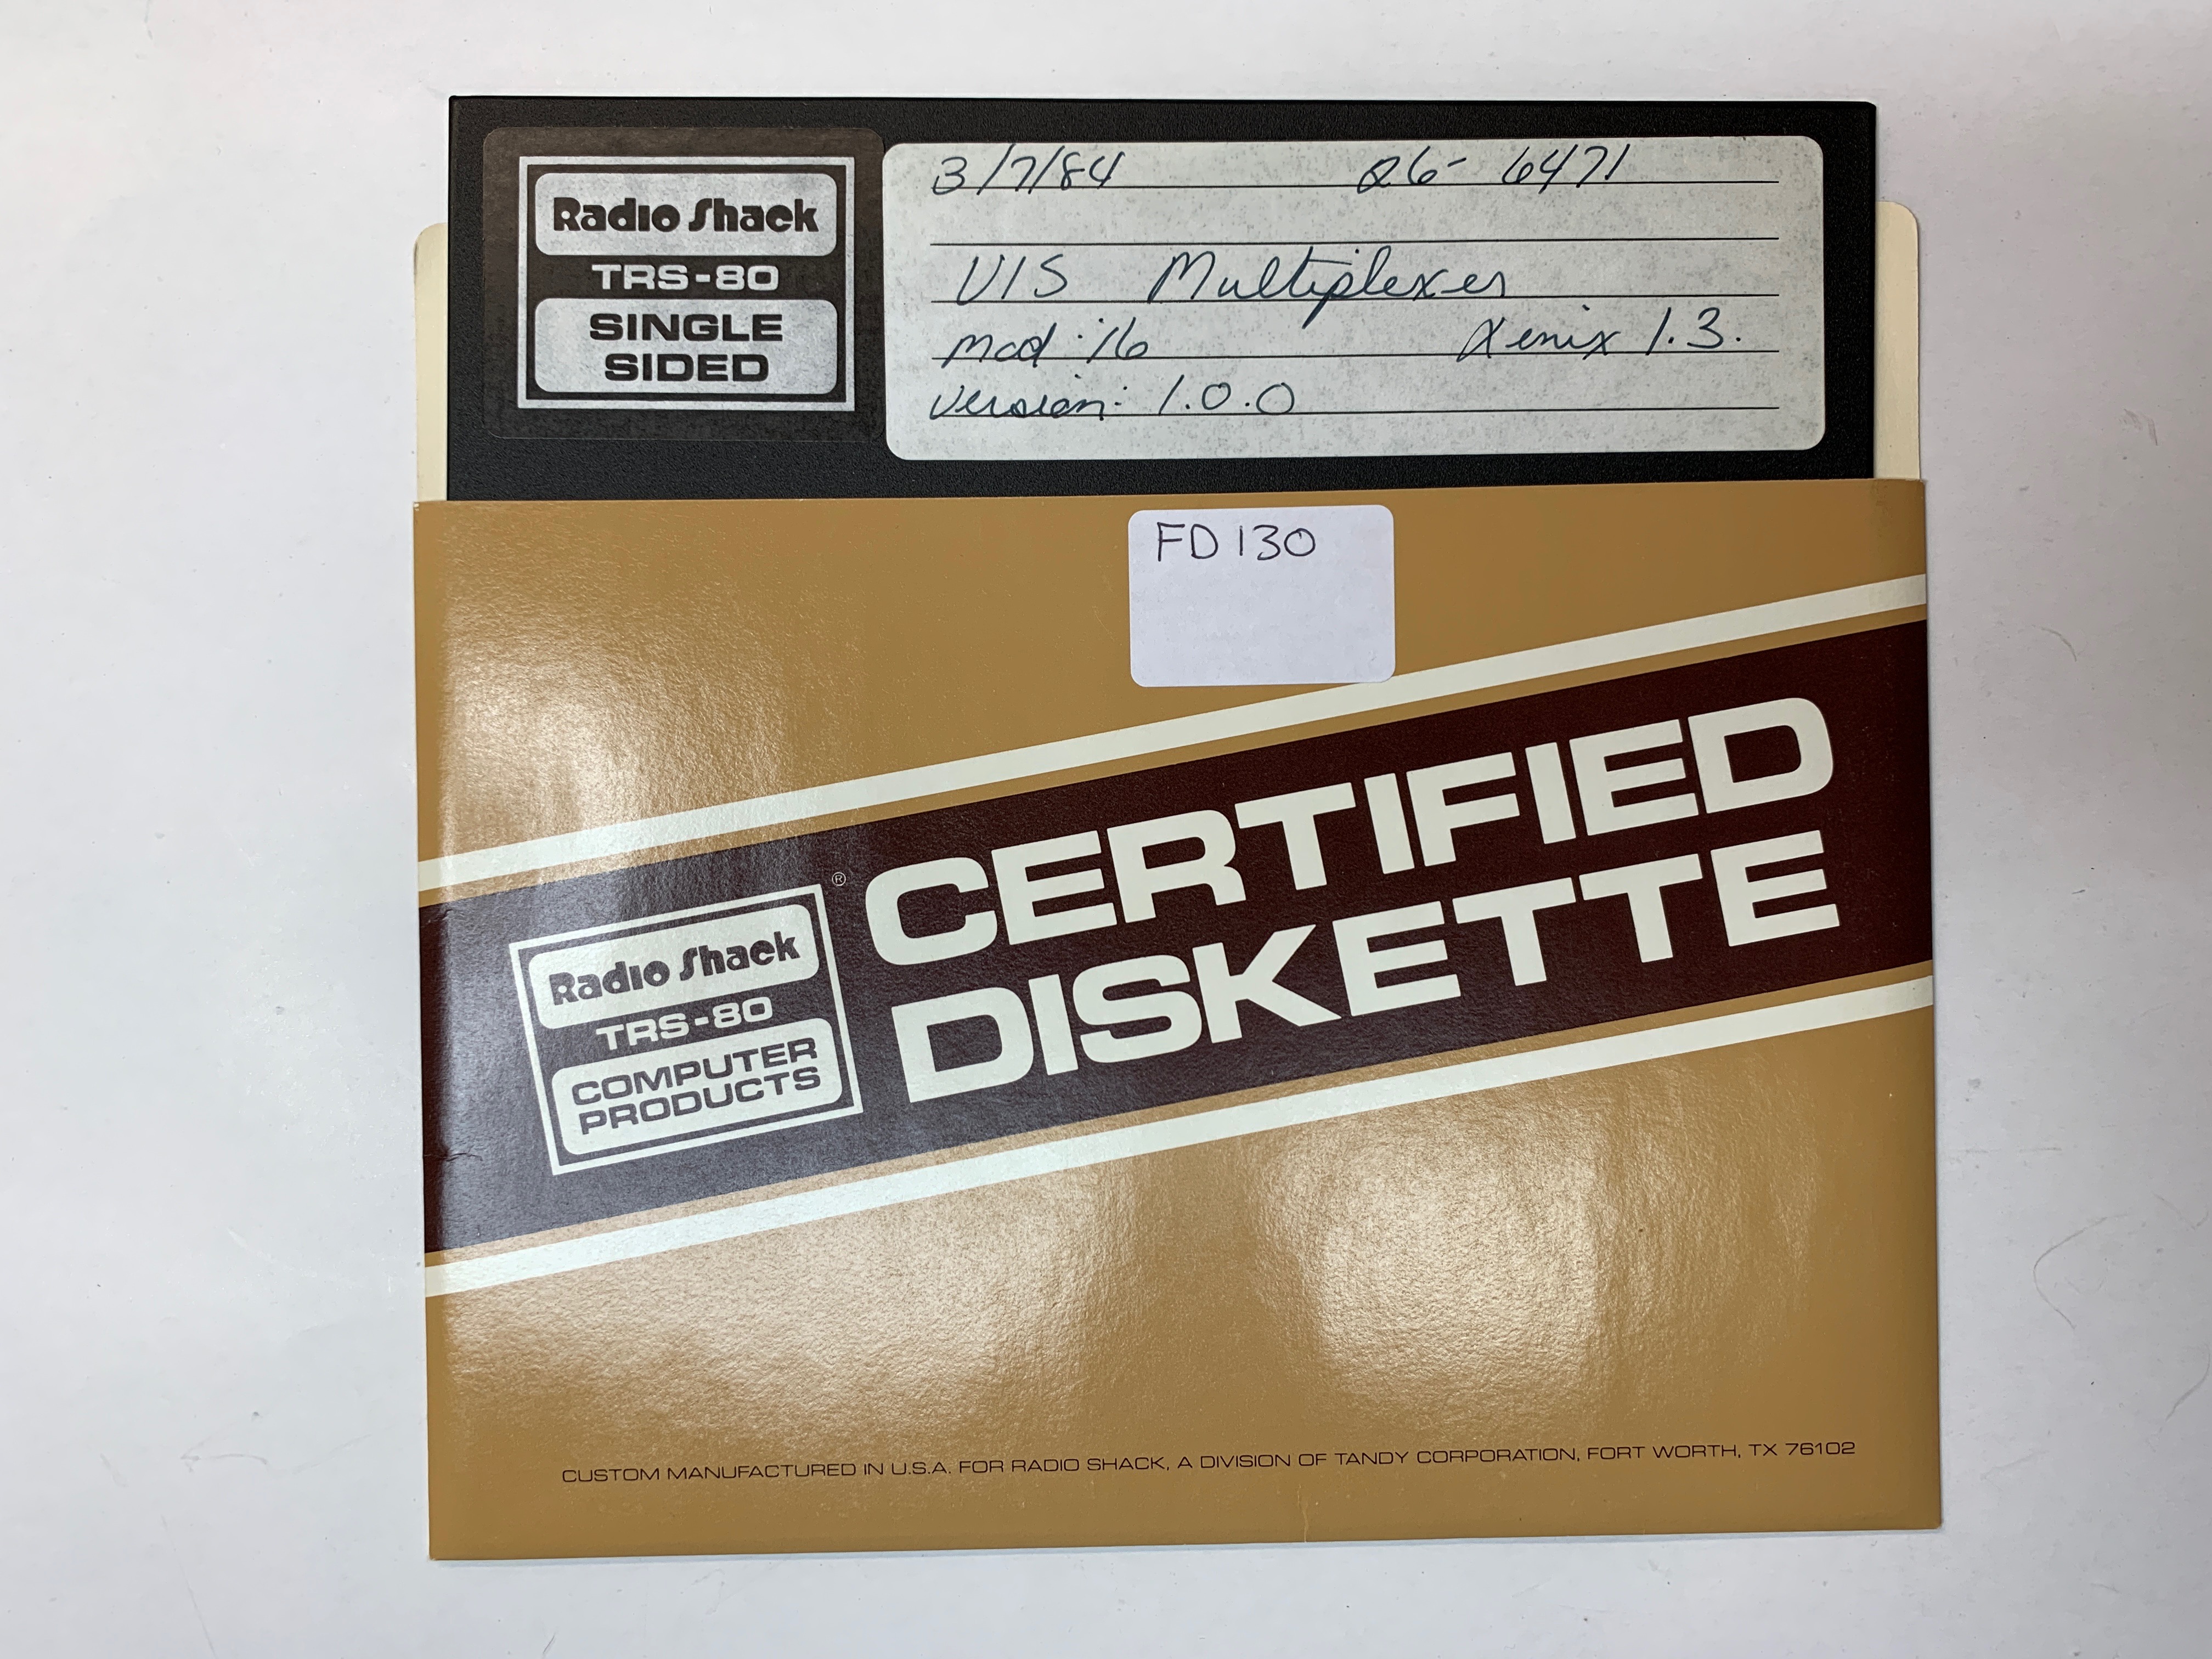 Radio Shack
TRS-80
SINGLE
SIDED
3/7/84 26-6471
VIS Multiplexer
mod:16 Xenix 1.3.
version: 1.0.0
FD130
CERTIFIED
DISKETTE
®
Radio Shack
TRS-80
COMPUTER
PRODUCTS
CUSTOM MANUFACTURED IN U.S.A. FOR RADIO SHACK, A DIVISION OF TANDY CORPORATION, FORT WORTH, TX 76102